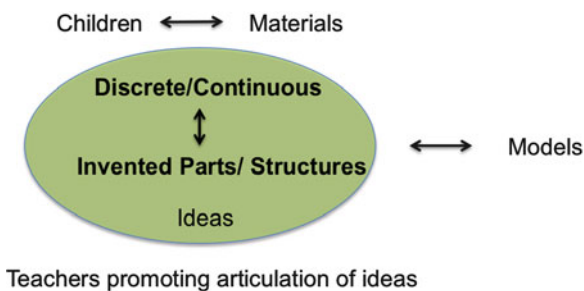 Children Materials
Discrete/Continuous
Invented Parts/ Structures
Models
Ideas
Teachers promoting articulation of ideas